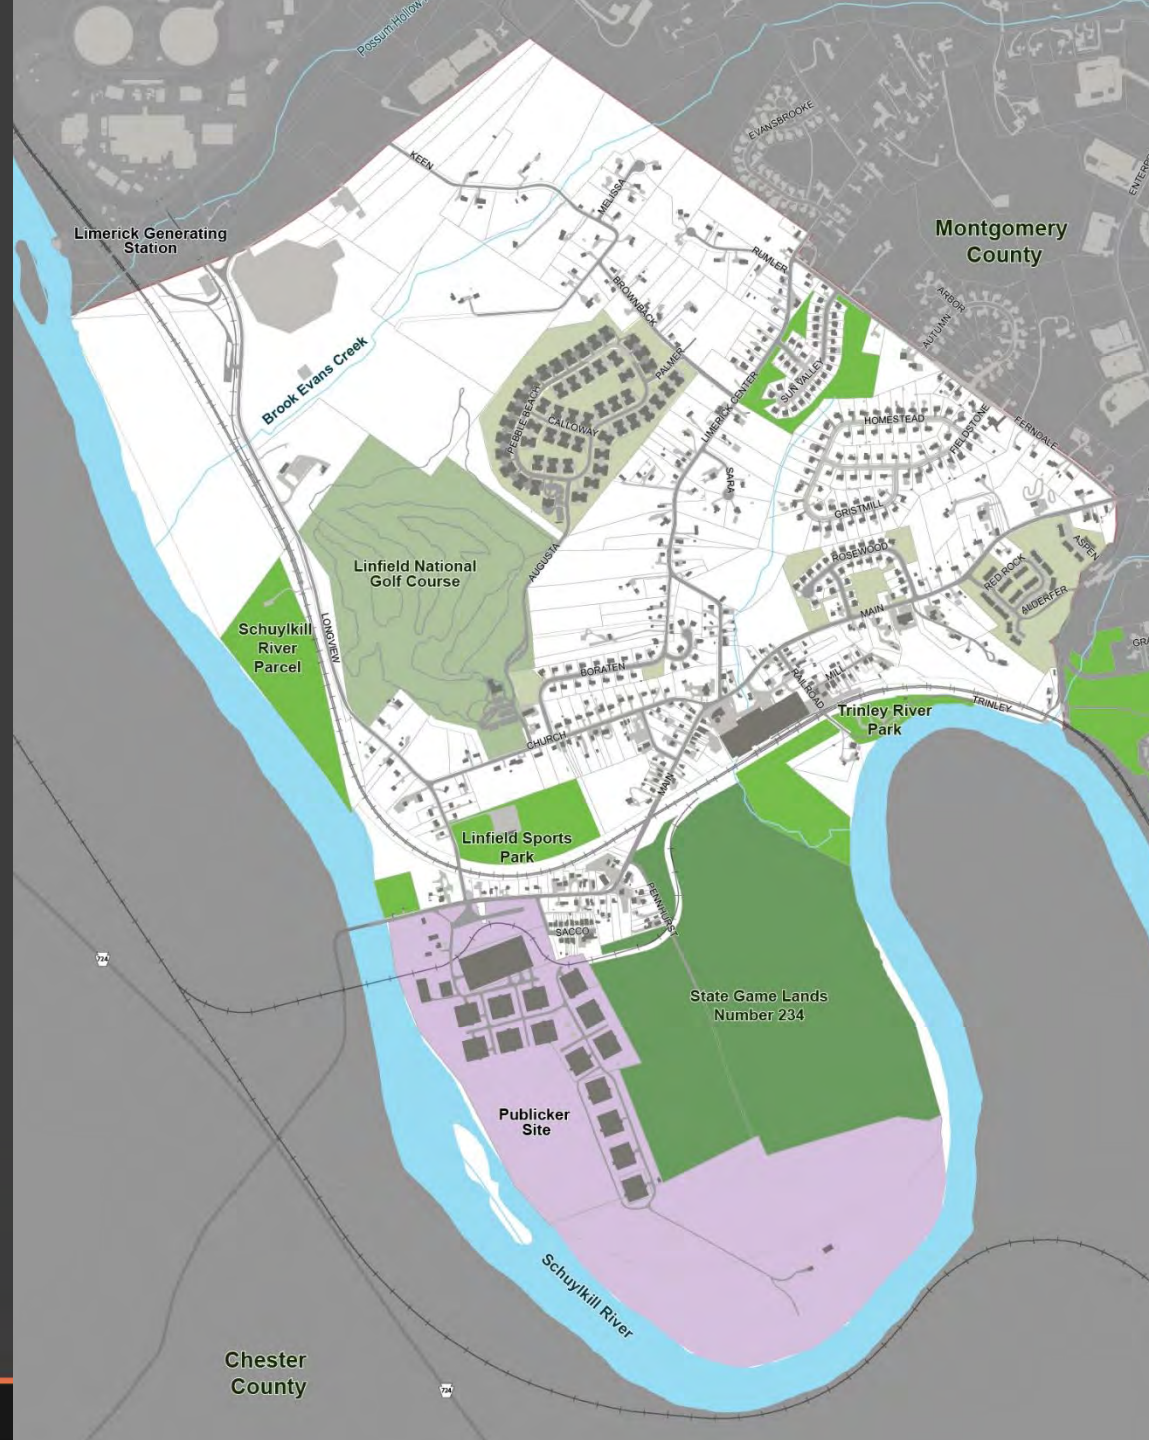 Possum Hollow
EVANSBROOKE
KEEN
MELISSA
Limerick Generating
Station
Montgomery
County
RUMLER
BROWNBACK
ARBOR
AUTUMN
Brook Evans Creek
PALMER
LIMERICK CENTER
SUN VALLEY
PEBBLE BEACH
CALLOWAY
HOMESTEAD
FIELDSTONE
FERNDALE
SARA
GRISTMILL
ROSEWOOD
ASPEN
RED ROCK
ALDERFER
Linfield National
Golf Course
AUGUSTA
LONGVIEW
MAIN
Schuylkill
River
Parcel
BORATEN
RAILROAD
MILL
TRINLEY
Trinley River
Park
CHURCH
MAIN
Linfield Sports
Park
PENNHURST
SACCO
724
State Game Lands
Number 234
Publicker
Site
Schuylkill River
Chester
County
724